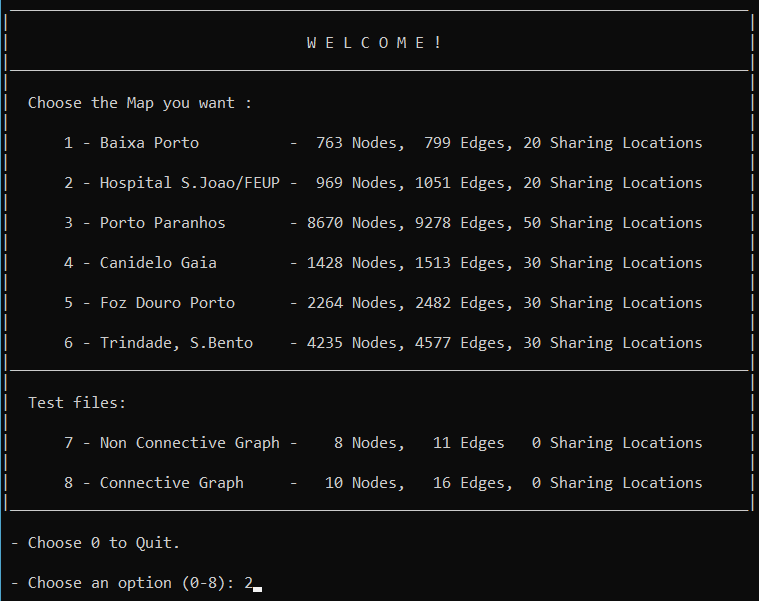 W E L C O M E !
Choose the Map you want :
1 - Baixa Porto - 763 Nodes, 799 Edges, 20 Sharing Locations
2 - Hospital S.Joao/FEUP - 969 Nodes, 1051 Edges, 20 Sharing Locations
3 - Porto Paranhos - 8670 Nodes, 9278 Edges, 50 Sharing Locations
4 - Canidelo Gaia - 1428 Nodes, 1513 Edges, 30 Sharing Locations
5 - Foz Douro Porto - 2264 Nodes, 2482 Edges, 30 Sharing Locations
6 - Trindade, S.Bento - 4235 Nodes, 4577 Edges, 30 Sharing Locations
Test files:
7 - Non Connective Graph - 8 Nodes, 11 Edges 0 Sharing Locations
8 - Connective Graph - 10 Nodes, 16 Edges, 0 Sharing Locations
- Choose 0 to Quit.
- Choose an option (0-8): 2